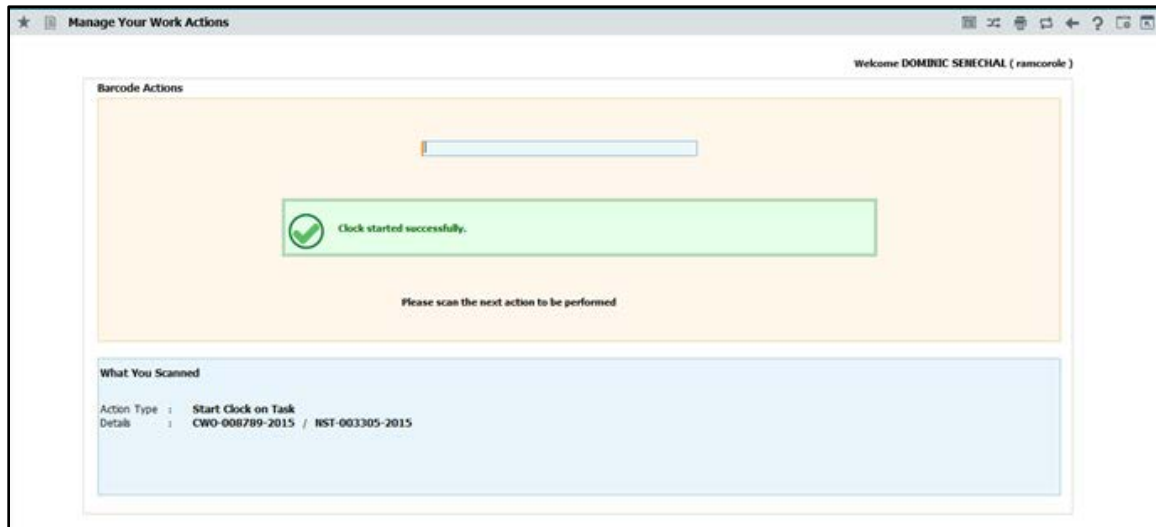 Manage Your Work Actions
Welcome DOMINIC SENECHAL ( ramcorole )
Barcode Actions
Clock started successfully.
Please scan the next action to be performed
What You Scanned
Action Type : Start Clock on Task
Details : CWO-008789-2015 / NST-003305-2015